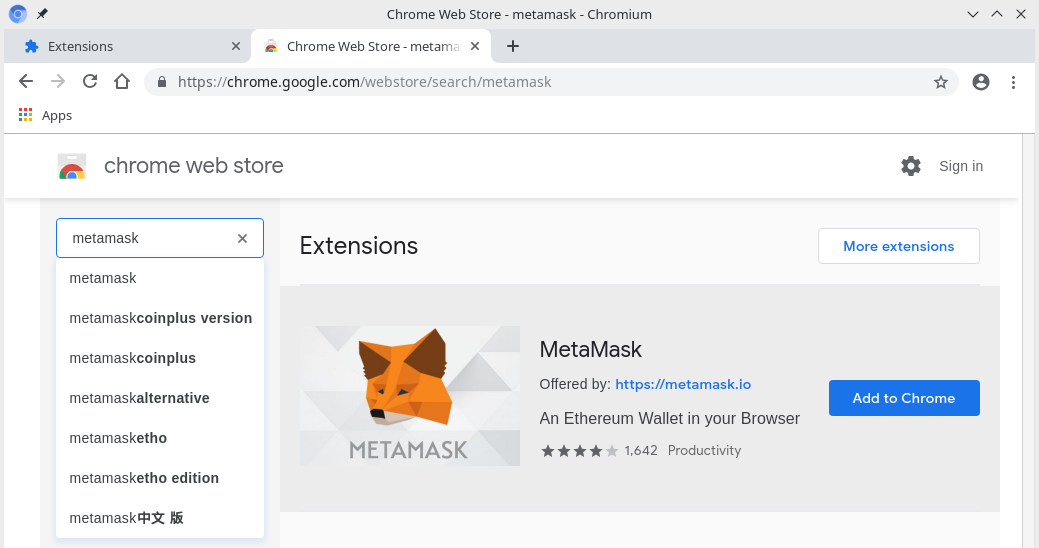 Chrome Web Store - metamask - Chromium
Extensions
Chrome Web Store - metama
https://chrome.google.com/webstore/search/metamask
Apps
chrome web store
Sign in
metamask
metamask
metamaskcoinplus version
metamaskcoinplus
metamaskalternative
metamasketho
metamasketho edition
metamask中文 版
Extensions
More extensions
METAMASK
MetaMask
Offered by: https://metamask.io
An Ethereum Wallet in your Browser
1,642 Productivity
Add to Chrome